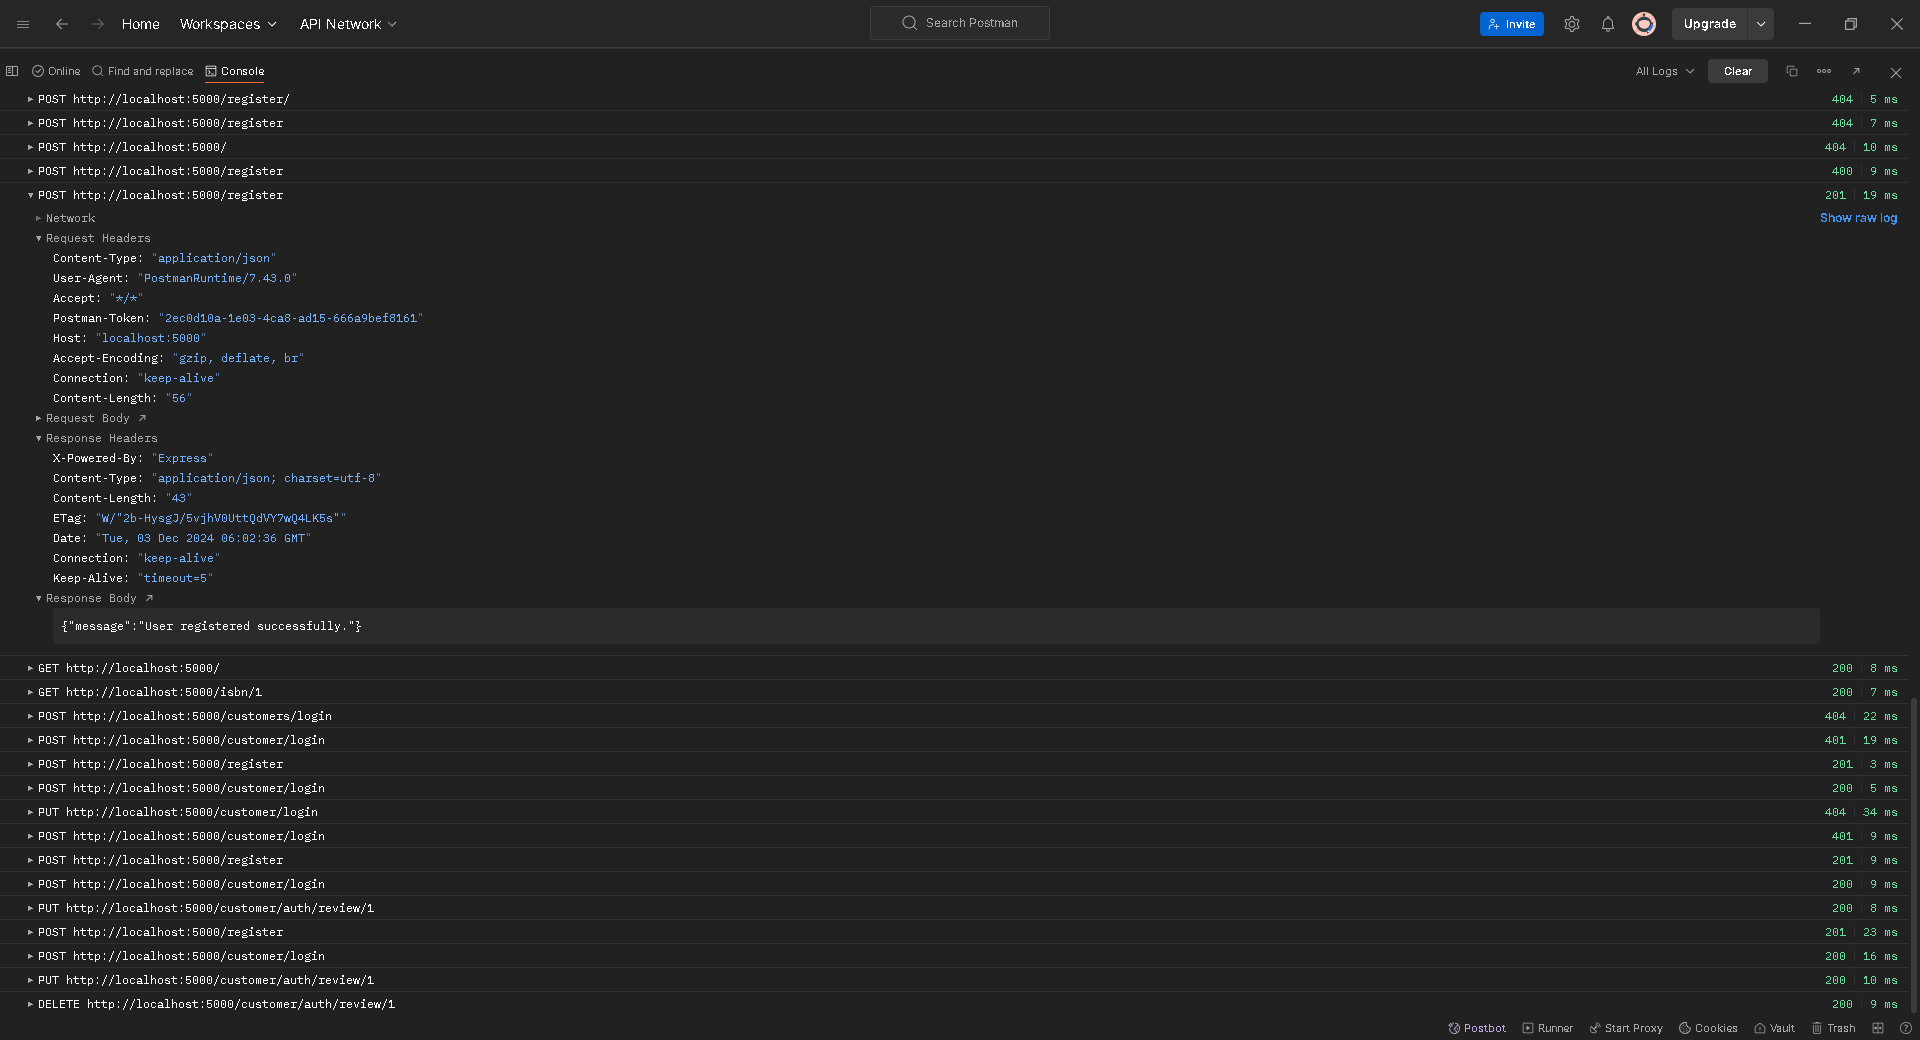 Home Workspaces API Network Search Postman Invite Upgrade
Online Find and replace Console All Logs Clear
POST http://localhost:5000/register/ 404 5 ms
POST http://localhost:5000/register 404 7 ms
POST http://localhost:5000/ 404 10 ms
POST http://localhost:5000/register 400 9 ms
POST http://localhost:5000/register 201 19 ms
Network Show raw log
Request Headers
Content-Type: "application/json"
User-Agent: "PostmanRuntime/7.43.0"
Accept: "*/*"
Postman-Token: "2ec0d10a-1e03-4ca8-ad15-666a9bef8161"
Host: "localhost:5000"
Accept-Encoding: "gzip, deflate, br"
Connection: "keep-alive"
Content-Length: "56"
Request Body
Response Headers
X-Powered-By: "Express"
Content-Type: "application/json; charset=utf-8"
Content-Length: "43"
ETag: "W/"2b-HysgJ/5vjhV0UttQdVY7wQ4LK5s""
Date: "Tue, 03 Dec 2024 06:02:36 GMT"
Connection: "keep-alive"
Keep-Alive: "timeout=5"
Response Body
{"message":"User registered successfully."}
GET http://localhost:5000/ 200 8 ms
GET http://localhost:5000/isbn/1 200 7 ms
POST http://localhost:5000/customers/login 404 22 ms
POST http://localhost:5000/customer/login 401 19 ms
POST http://localhost:5000/register 201 3 ms
POST http://localhost:5000/customer/login 200 5 ms
PUT http://localhost:5000/customer/login 404 34 ms
POST http://localhost:5000/customer/login 401 9 ms
POST http://localhost:5000/register 201 9 ms
POST http://localhost:5000/customer/login 200 9 ms
PUT http://localhost:5000/customer/auth/review/1 200 8 ms
POST http://localhost:5000/register 201 23 ms
POST http://localhost:5000/customer/login 200 16 ms
PUT http://localhost:5000/customer/auth/review/1 200 10 ms
DELETE http://localhost:5000/customer/auth/review/1 200 9 ms
Postbot Runner Start Proxy Cookies Vault Trash